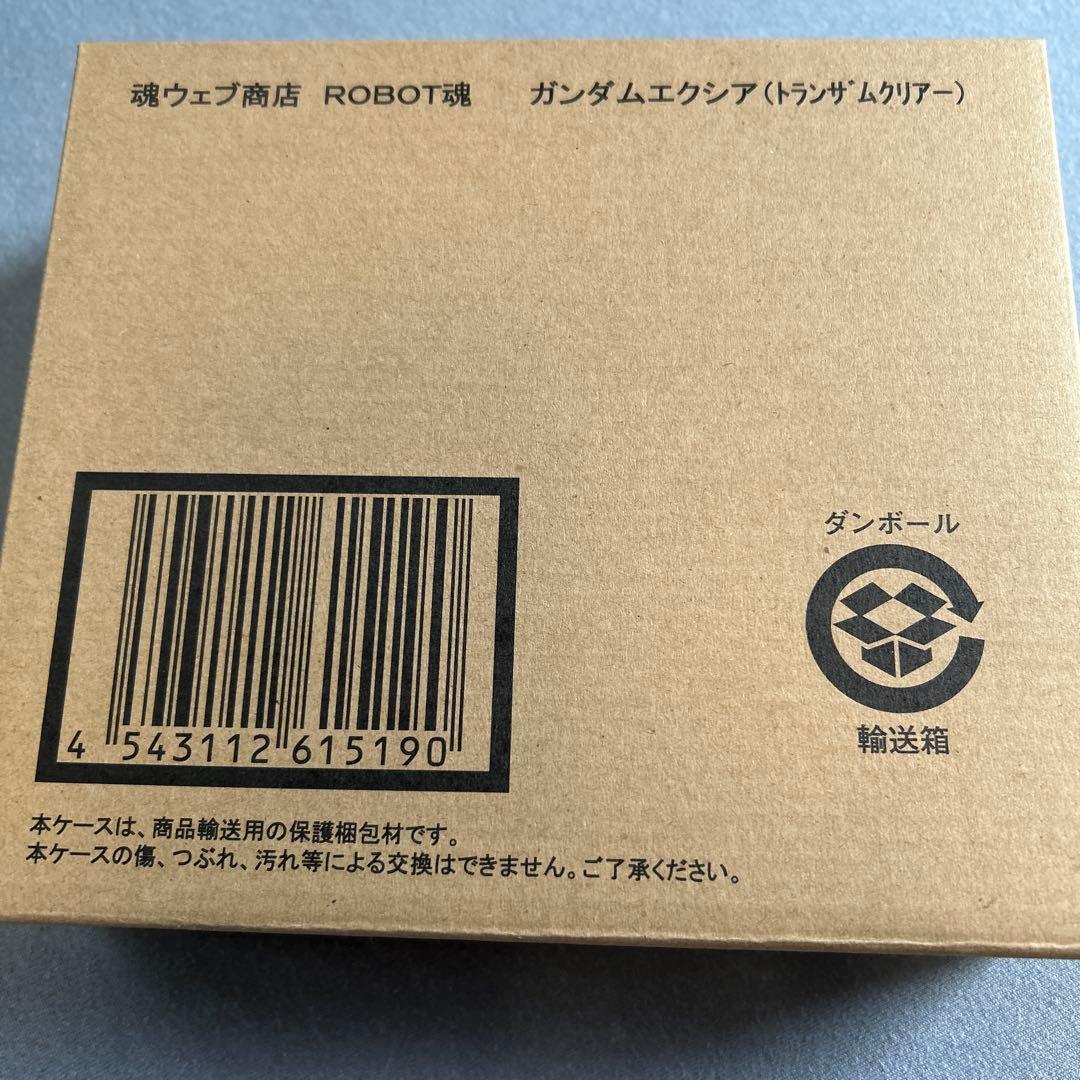 魂ウェブ商店 ROBOT魂 ガンダムエクシア(トランザムクリアー)
ダンボール
輸送箱
4 543112 615190
本ケースは、商品輸送用の保護梱包材です。
本ケースの傷、つぶれ、汚れ等による交換はできません。ご了承ください。